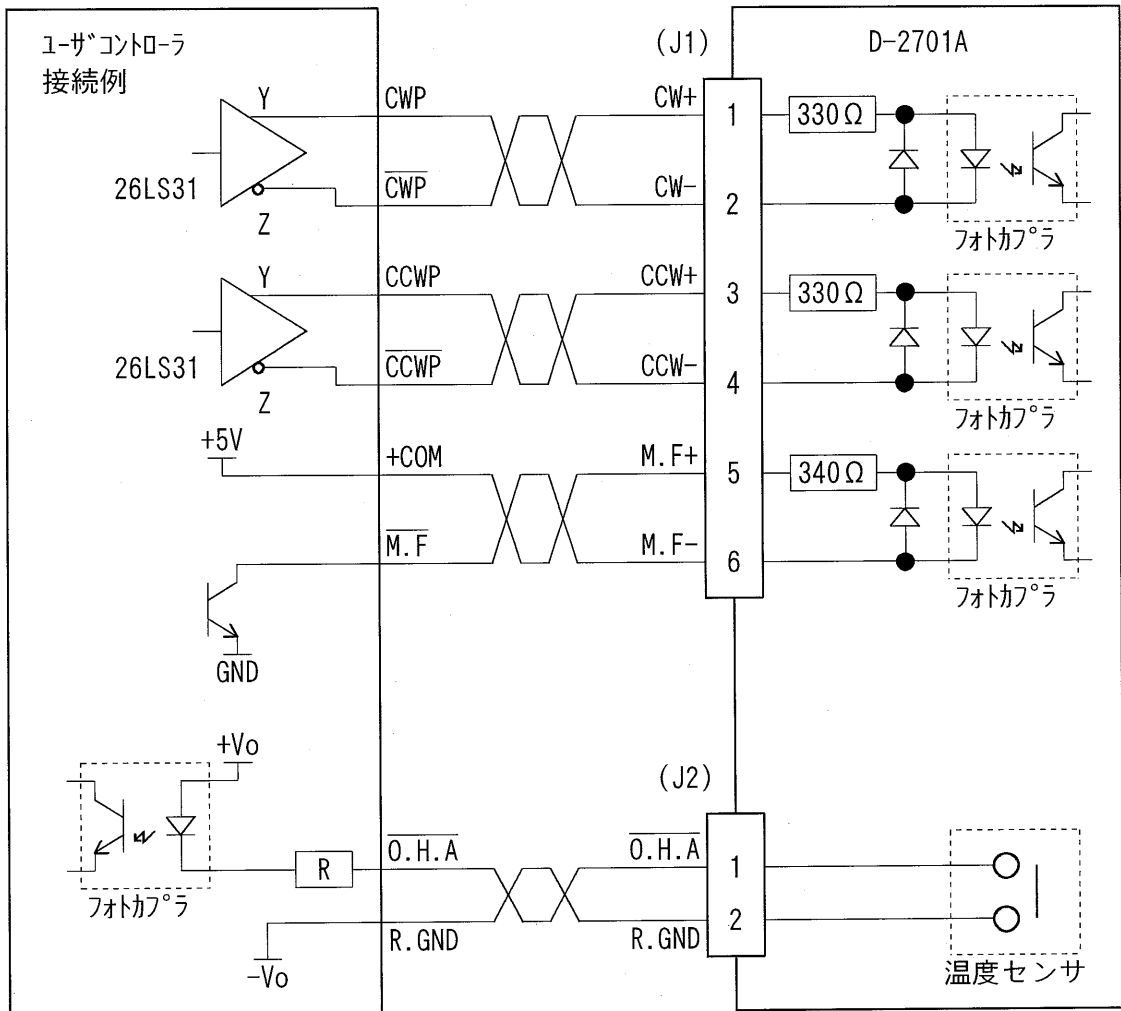 ﾕｰｻﾞｺﾝﾄﾛｰﾗ
接続例
(J1)
D-2701A
Y
CWP
CW+
1
330Ω
26LS31
C̅W̅P̅
CW-
2
Z
ﾌｫﾄｶﾌﾟﾗ
Y
CCWP
CCW+
3
330Ω
26LS31
C̅C̅W̅P̅
CCW-
4
Z
ﾌｫﾄｶﾌﾟﾗ
+5V
+COM
M.F+
5
340Ω
M̅.̅F̅
M.F-
6
ﾌｫﾄｶﾌﾟﾗ
GND
+Vo
(J2)
O̅.̅H̅.̅A̅
O̅.̅H̅.̅A̅
1
R
ﾌｫﾄｶﾌﾟﾗ
R.GND
R.GND
2
-Vo
温度センサ